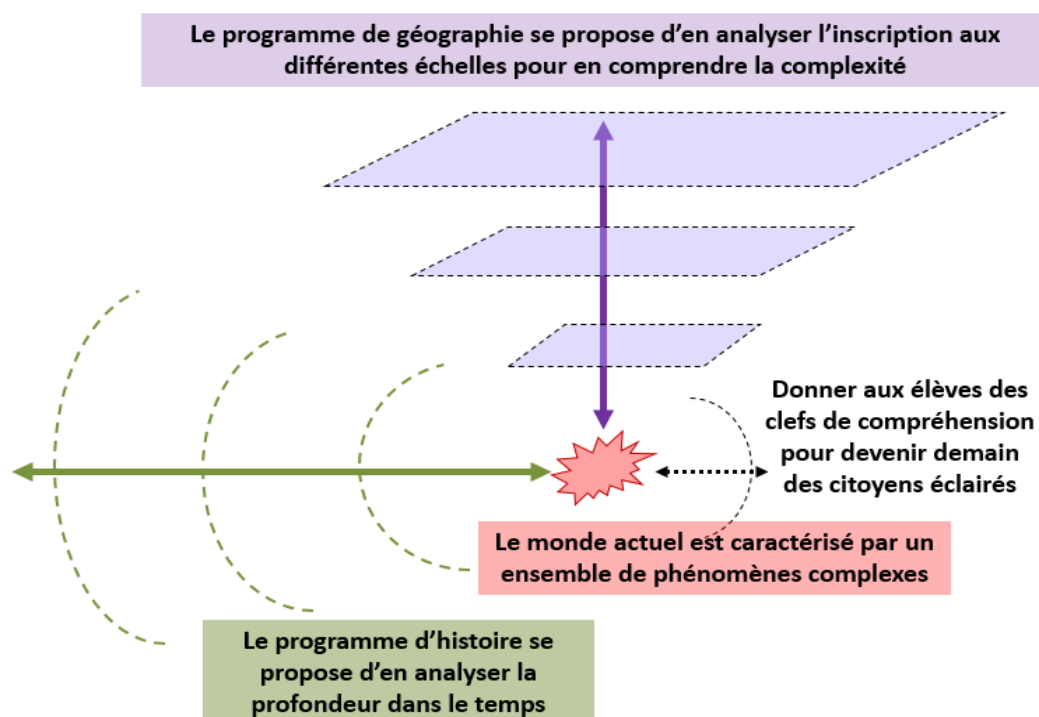 Le programme de géographie se propose d’en analyser l’inscription aux
différentes échelles pour en comprendre la complexité
Donner aux élèves des
clefs de compréhension
pour devenir demain
des citoyens éclairés
Le monde actuel est caractérisé par un
ensemble de phénomènes complexes
Le programme d’histoire se
propose d’en analyser la
profondeur dans le temps